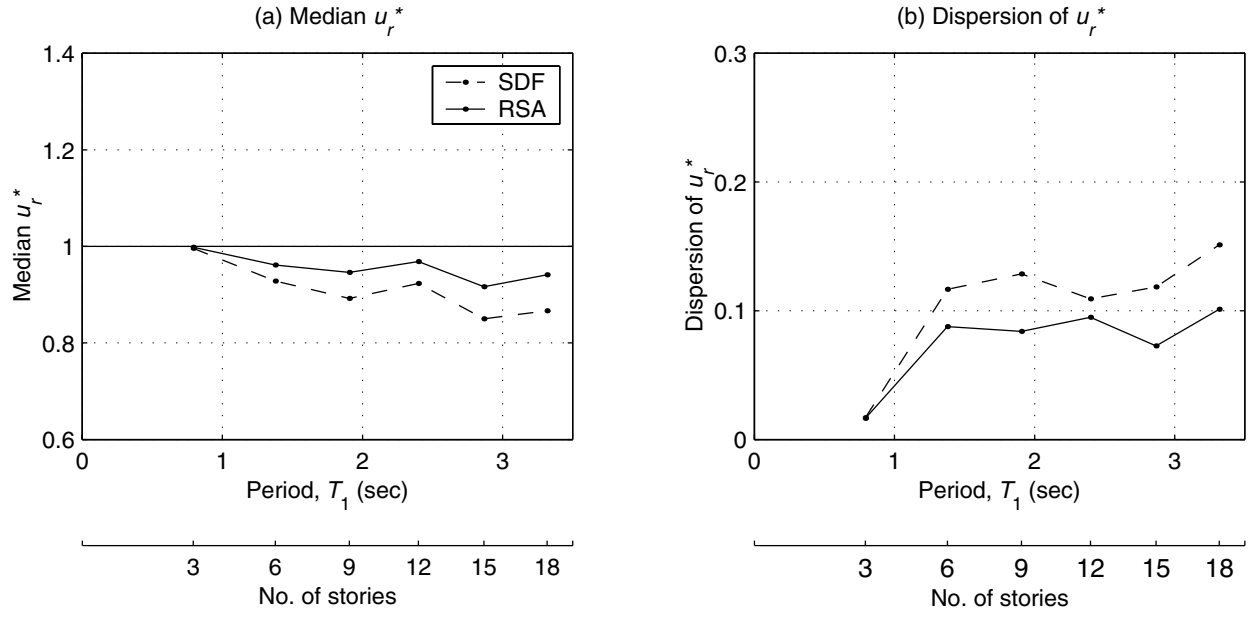 (a) Median u_r^*
1.4
1.2
1
0.8
0.6
Median u_r^*
SDF
RSA
0 1 2 3
Period, T_1 (sec)
3 6 9 12 15 18
No. of stories
(b) Dispersion of u_r^*
0.3
0.2
0.1
0
Dispersion of u_r^*
0 1 2 3
Period, T_1 (sec)
3 6 9 12 15 18
No. of stories